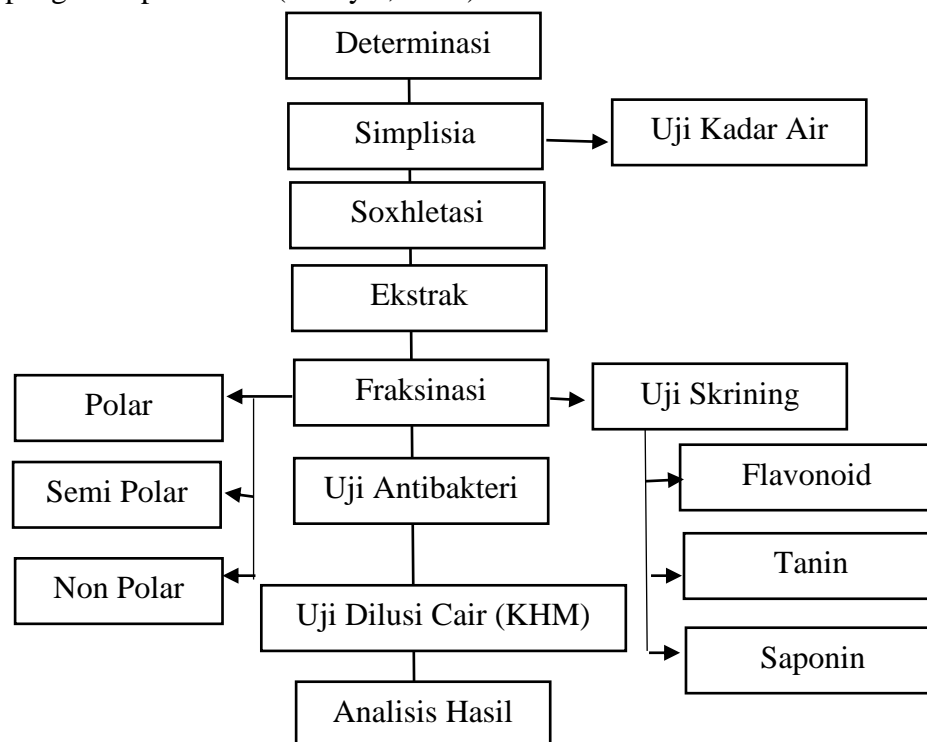 Determinasi
Simplisia
Uji Kadar Air
Soxhletasi
Ekstrak
Fraksinasi
Polar
Uji Skrining
Semi Polar
Uji Antibakteri
Flavonoid
Non Polar
Tanin
Uji Dilusi Cair (KHM)
Saponin
Analisis Hasil